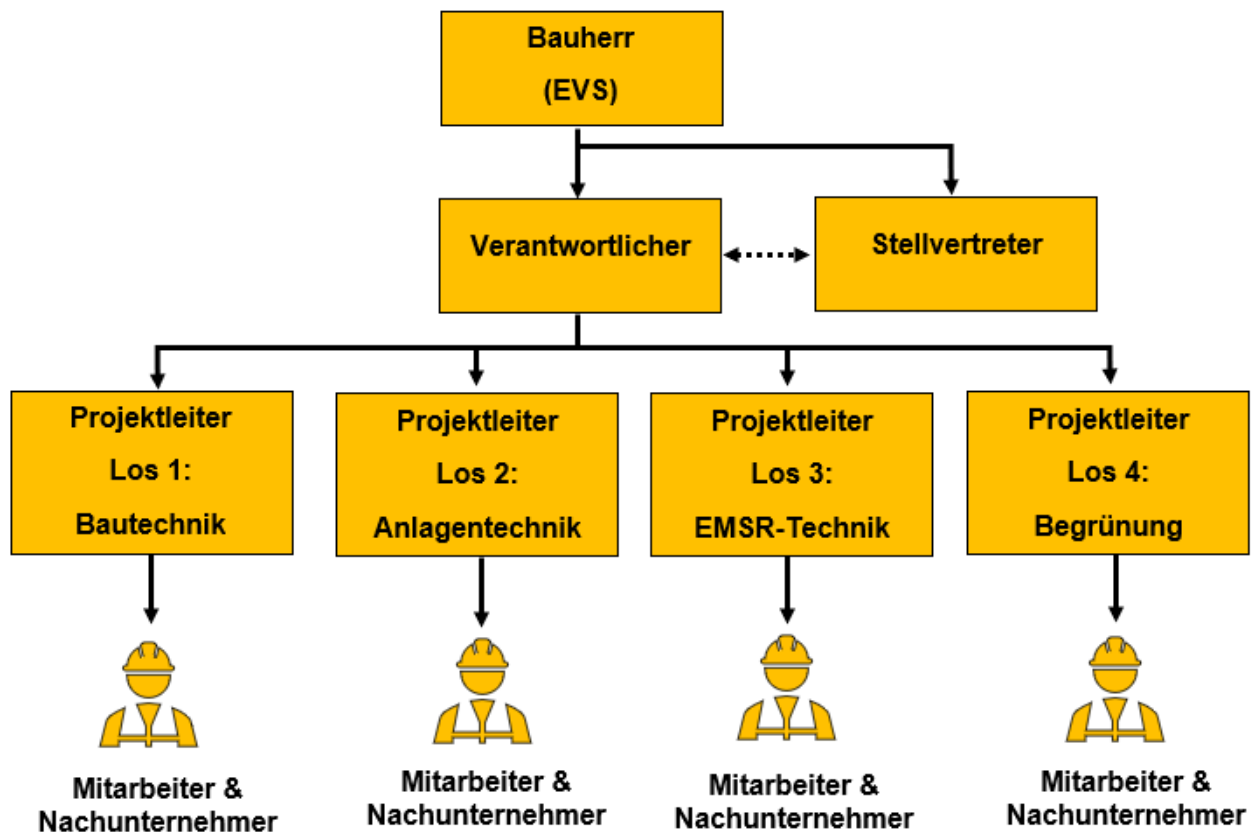 Bauherr
(EVS)
Verantwortlicher
Stellvertreter
Projektleiter
Los 1:
Bautechnik
Projektleiter
Los 2:
Anlagentechnik
Projektleiter
Los 3:
EMSR-Technik
Projektleiter
Los 4:
Begrünung
Mitarbeiter &
Nachunternehmer
Mitarbeiter &
Nachunternehmer
Mitarbeiter &
Nachunternehmer
Mitarbeiter &
Nachunternehmer